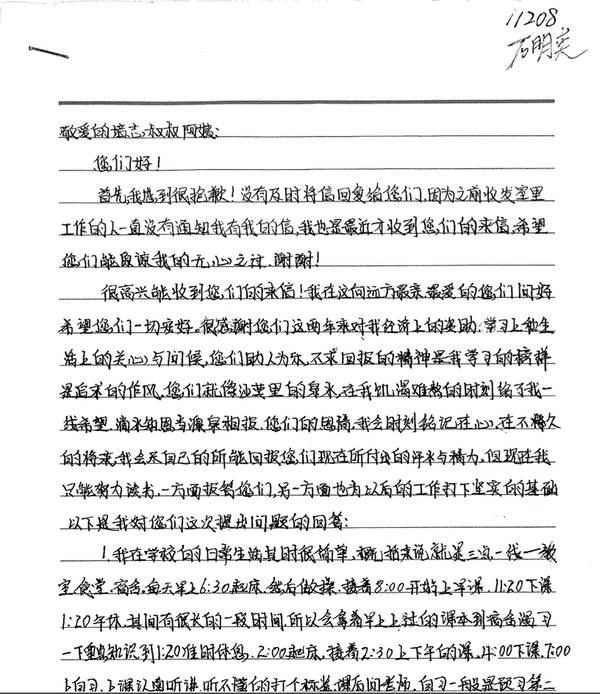 11208
石明奕
敬爱的 叔叔阿姨:
您们好!
首先,我感到很抱歉!没有及时将信回复给您们,因为之前收发室里
工作的人一直没有通知我有我的信,我也是最近才收到您们的来信,希望
您们能原谅我的无心之过,谢谢!
很高兴能收到您们的来信!我在这向远方最亲最爱的您们问好
希望您们一切安好。很感谢您们这两年来对我经济上的资助,学习上和生
活上的关心与问候,您们助人为乐,不求回报的精神是我学习的榜样
是追求的作风,您们就像沙漠里的泉水,在我饥渴难熬的时刻给了我一
线希望,滴水知恩当涌泉相报,您们的恩情,我会时刻铭记在心,在不久
的将来,我会尽自己的所能回报您们现在所付出的汗水与精力,但现在我
只能努力读书,一方面报答您们,另一方面也为以后的工作打下坚实的基础
以下是我对您们这次提出问题的回答:
1.我在学校的日常生活其时很简单,概括来说就是三点一线—教
室,食堂,宿舍,每天早上6:30起床,然后做操,接着8:00开始上早课,11:20下课
1:20午休,其间有很长的一段时间,所以会拿着早上上过的课本到宿舍温习
一下 知识到1:20准时休息,2:00起床,接着2:30上下午的课,4:00下课,7:00
上自习,上课认真听讲,听不懂的打个标签,课后问老师,自习一般是预习第二